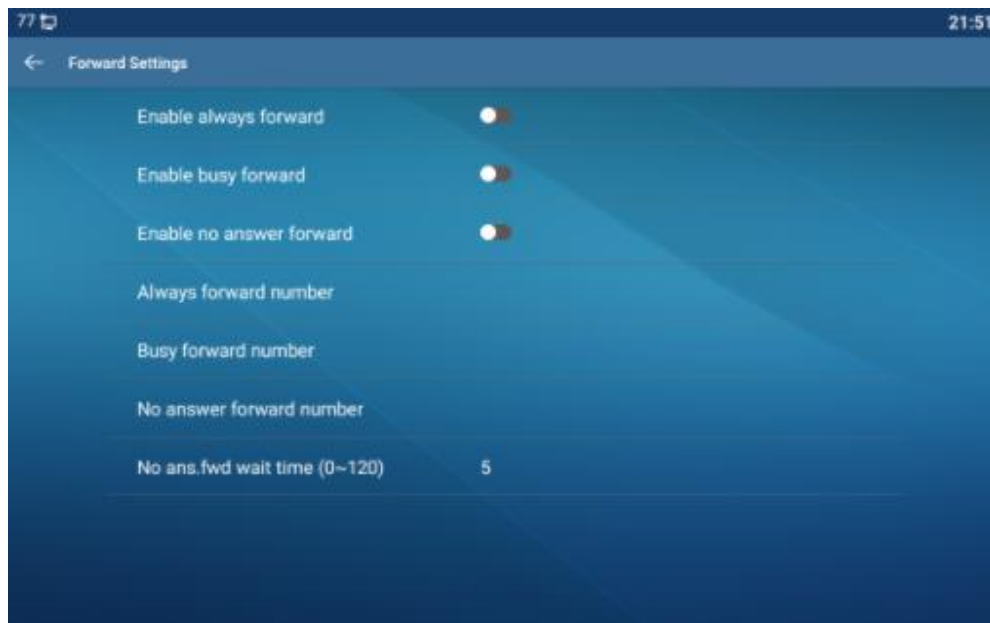 77 21:51
Forward Settings
Enable always forward
Enable busy forward
Enable no answer forward
Always forward number
Busy forward number
No answer forward number
No ans.fwd wait time (0~120) 5